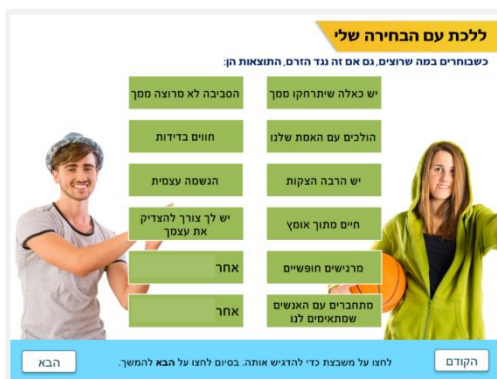 ללכת עם הבחירה שלי
כשבוחרים במה שרוצים, גם אם זה נגד הזרם, התוצאות הן:
יש כאלה שיתרחקו ממך
הסביבה לא מרוצה ממך
הולכים עם האמת שלנו
חווים בדידות
יש הרבה הצקות
הגשמה עצמית
חיים מתוך אומץ
יש לך צורך להצדיק
את עצמך
מרגישים חופשיים
אחר
מתחברים עם האנשים
שמתאימים לנו
אחר
הקודם
לחצו על משבצת כדי להדגיש אותה. בסיום לחצו על הבא להמשך.
הבא